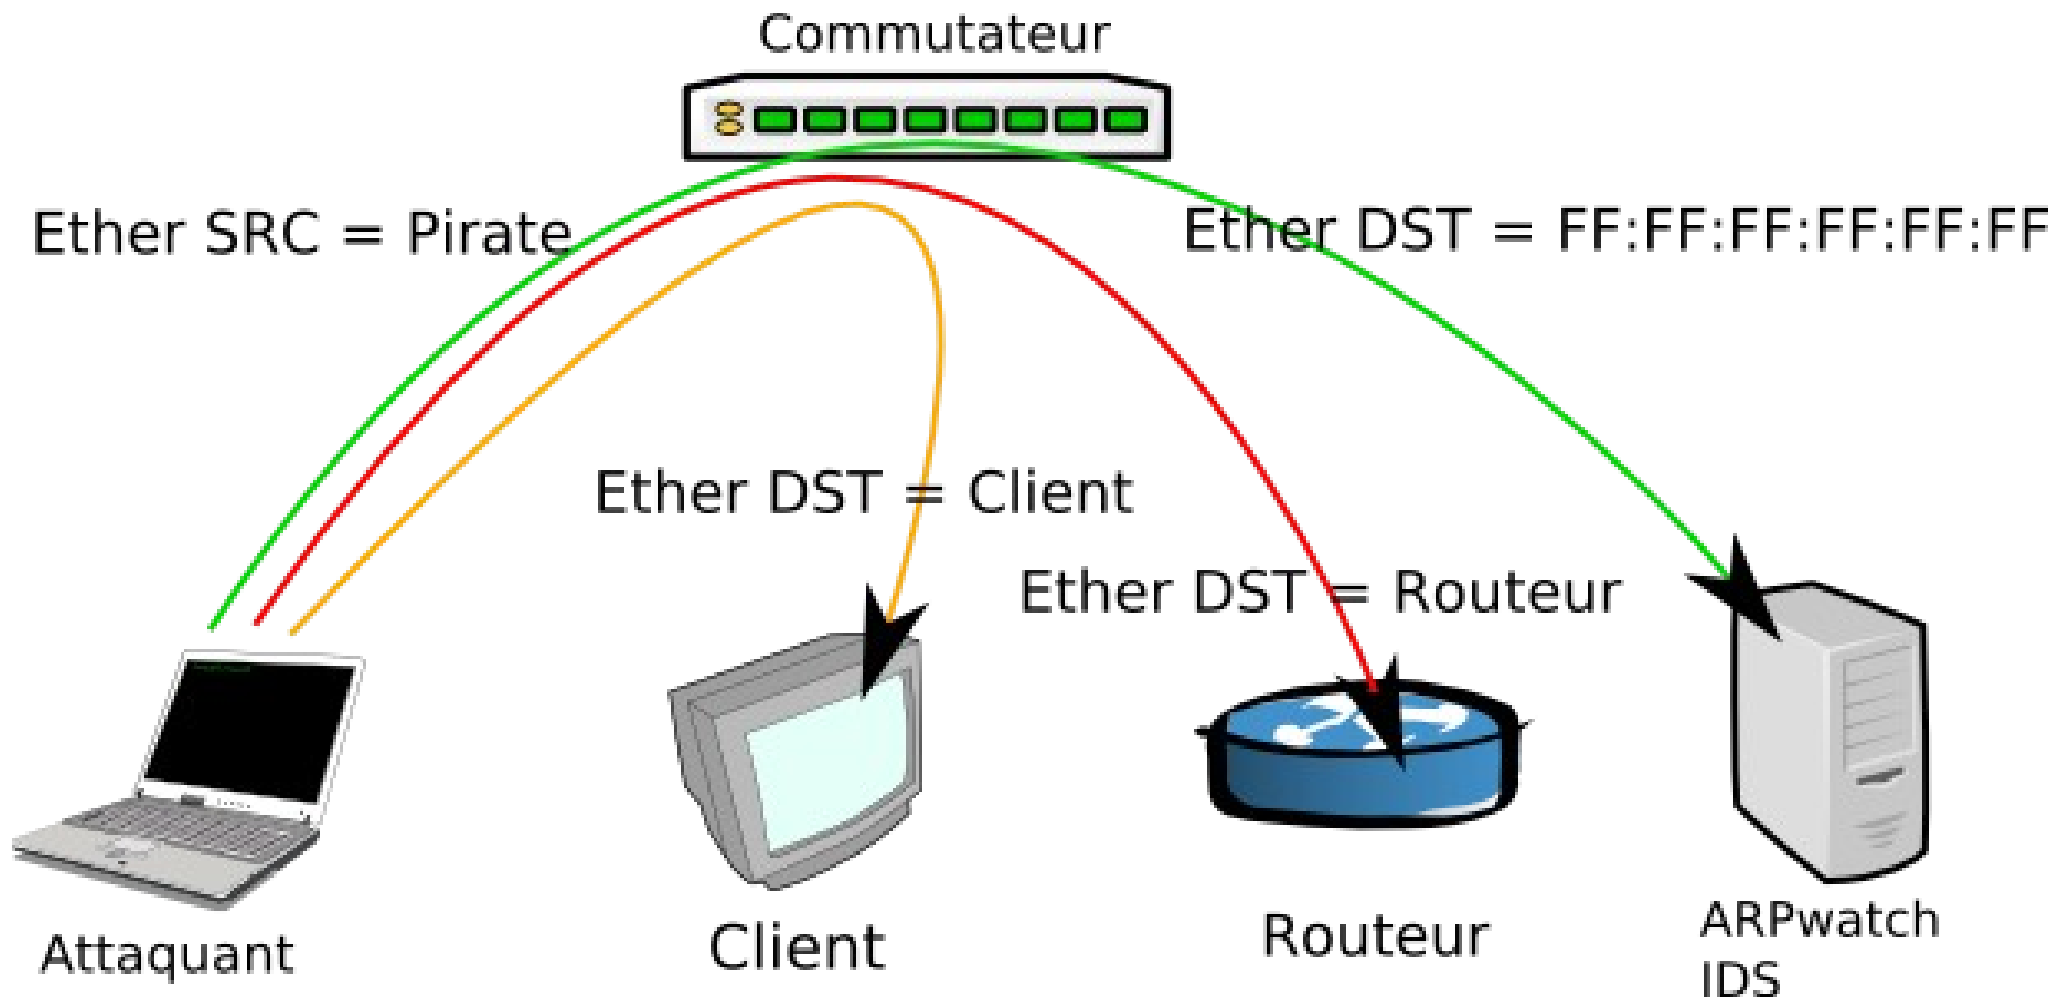 Commutateur
Ether SRC = Pirate
Ether DST = FF:FF:FF:FF:FF:FF
Ether DST = Client
Ether DST = Routeur
Attaquant
Client
Routeur
ARPwatch
IDS